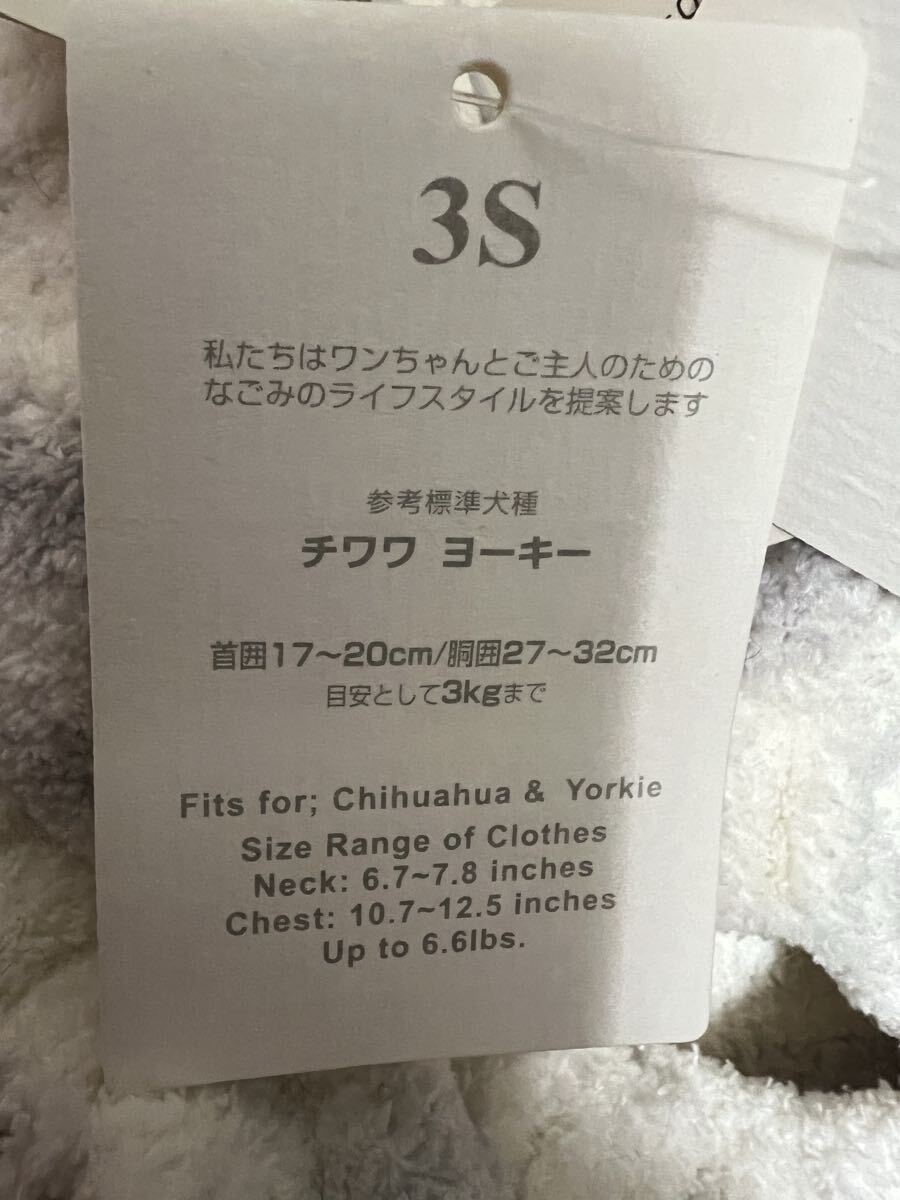 3S
私たちはワンちゃんとご主人のための
なごみのライフスタイルを提案します
参考標準犬種
チワワ ヨーキー
首囲17～20cm/胴囲27～32cm
目安として3kgまで
Fits for; Chihuahua & Yorkie
Size Range of Clothes
Neck: 6.7~7.8 inches
Chest: 10.7~12.5 inches
Up to 6.6lbs.